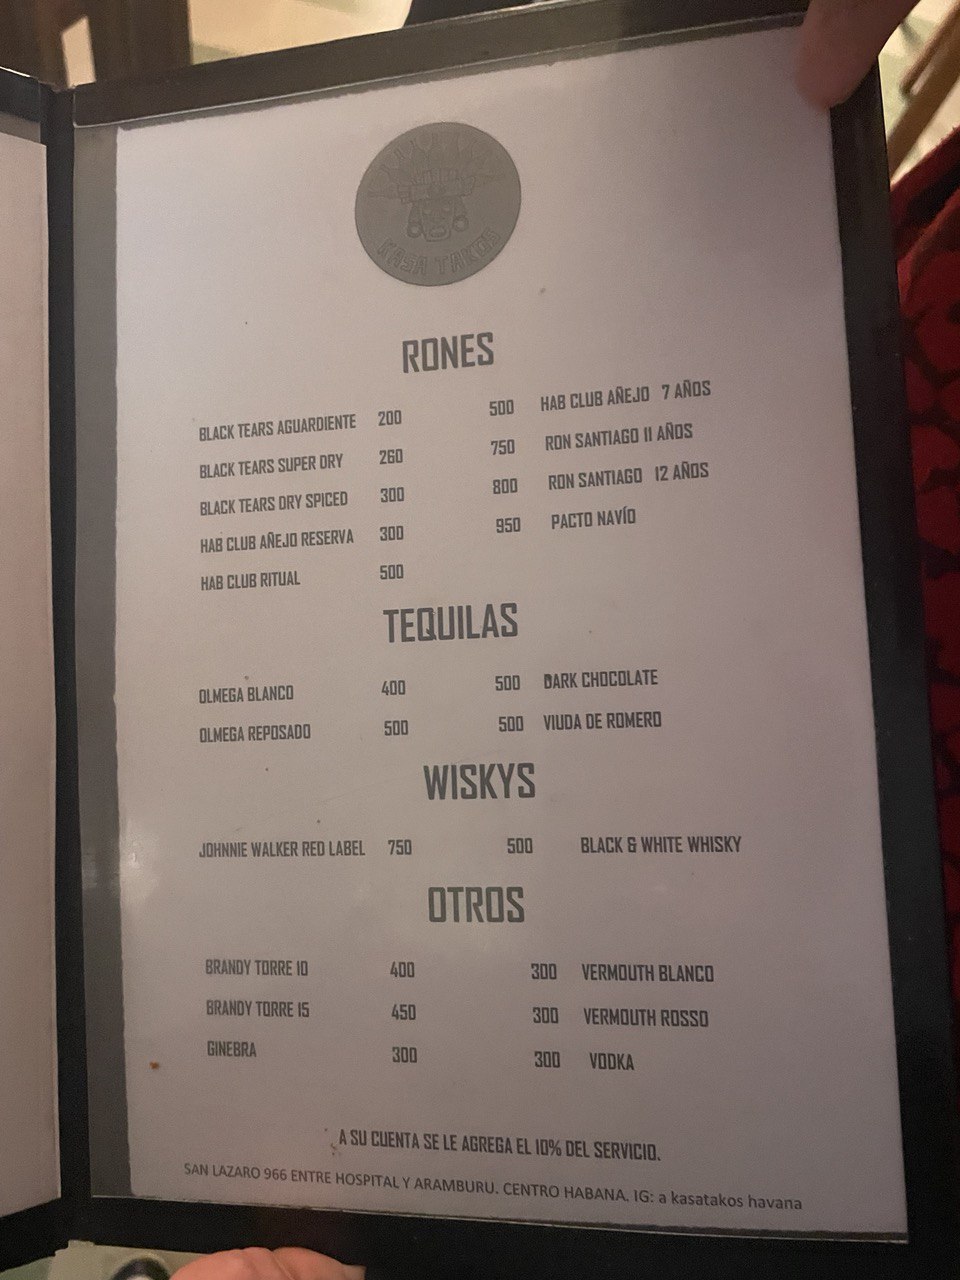 KASA TAKOS
RONES
BLACK TEARS AGUARDIENTE 200 500 HAB CLUB AÑEJO 7 AÑOS
BLACK TEARS SUPER DRY 260 750 RON SANTIAGO 11 AÑOS
BLACK TEARS DRY SPICED 300 800 RON SANTIAGO 12 AÑOS
HAB CLUB AÑEJO RESERVA 300 950 PACTO NAVÍO
HAB CLUB RITUAL 500
TEQUILAS
OLMEGA BLANCO 400 500 DARK CHOCOLATE
OLMEGA REPOSADO 500 500 VIUDA DE ROMERO
WISKYS
JOHNNIE WALKER RED LABEL 750 500 BLACK & WHITE WHISKY
OTROS
BRANDY TORRE 10 400 300 VERMOUTH BLANCO
BRANDY TORRE 15 450 300 VERMOUTH ROSSO
GINEBRA 300 300 VODKA
A SU CUENTA SE LE AGREGA EL 10% DEL SERVICIO.
SAN LAZARO 966 ENTRE HOSPITAL Y ARAMBURU. CENTRO HABANA. IG: a kasatakos havana